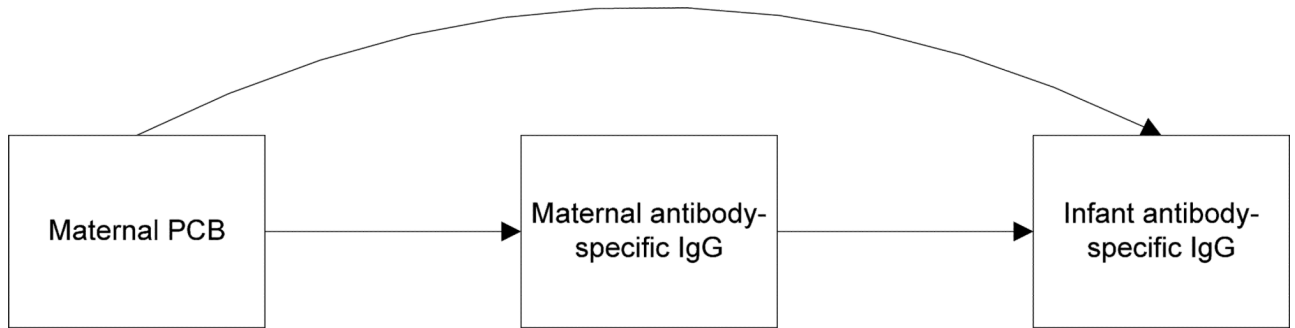 Maternal PCB
Maternal antibody-
specific IgG
Infant antibody-
specific IgG